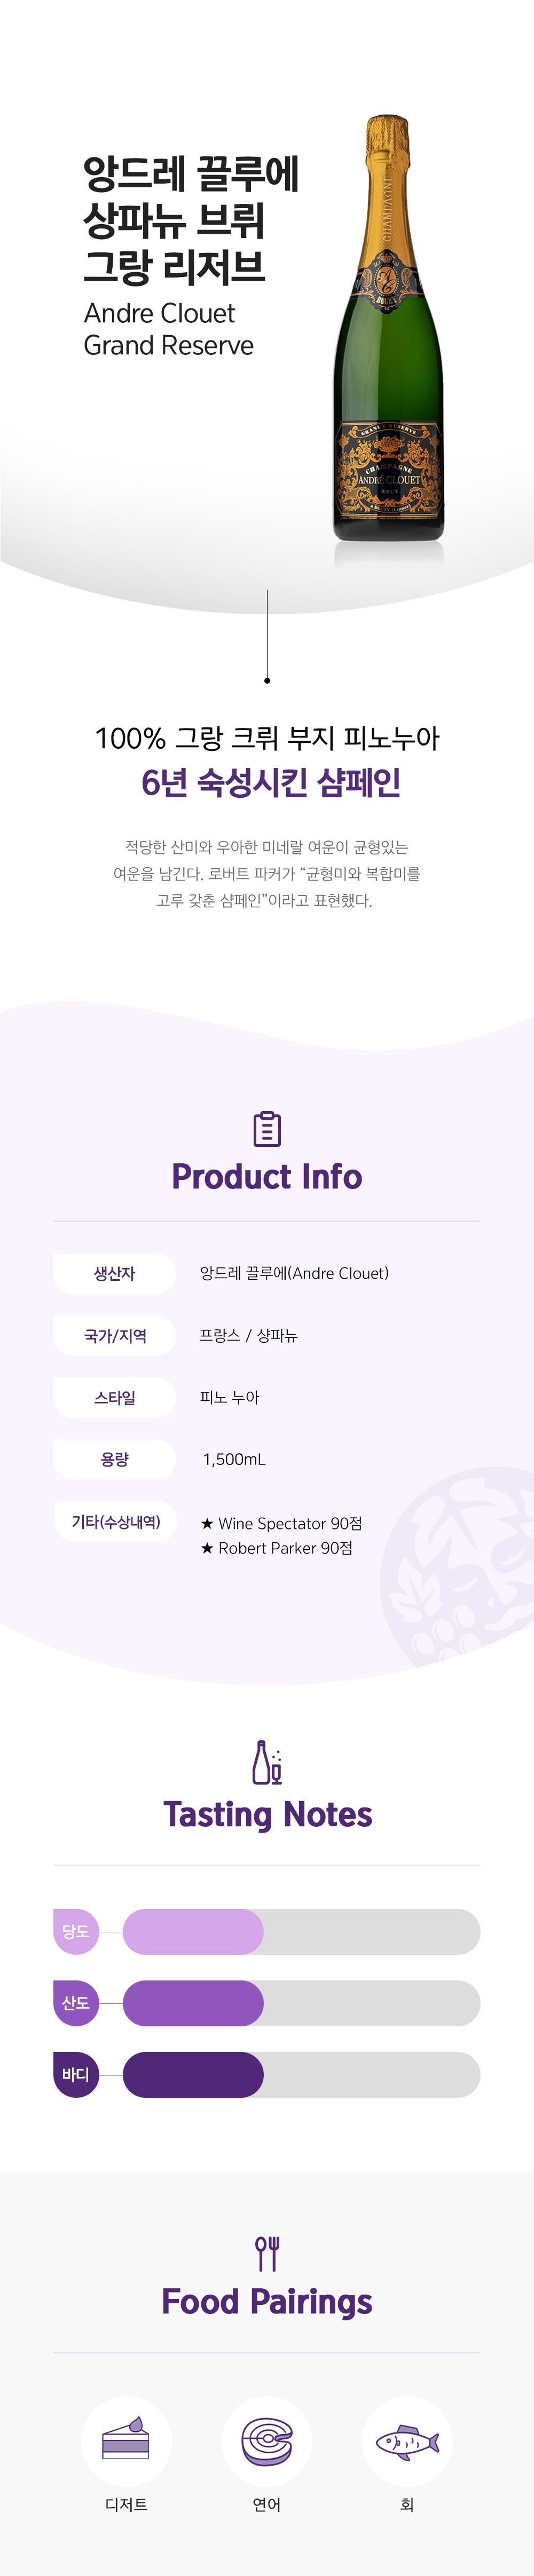 앙드레 끌루에
상파뉴 브뤼
그랑 리저브
Andre Clouet
Grand Reserve
CHAMPAGNE
GRANDE RESERVE
CHAMPAGNE
ANDRÉ CLOUET
BRUT
100% 그랑 크뤼 부지 피노누아
6년 숙성시킨 샴페인
적당한 산미와 우아한 미네랄 여운이 균형있는
여운을 남긴다. 로버트 파커가 “균형미와 복합미를
고루 갖춘 샴페인”이라고 표현했다.
Product Info
생산자
앙드레 끌루에(Andre Clouet)
국가/지역
프랑스 / 샹파뉴
스타일
피노 누아
용량
1,500mL
기타(수상내역)
★ Wine Spectator 90점
★ Robert Parker 90점
Tasting Notes
당도
산도
바디
Food Pairings
디저트
연어
회